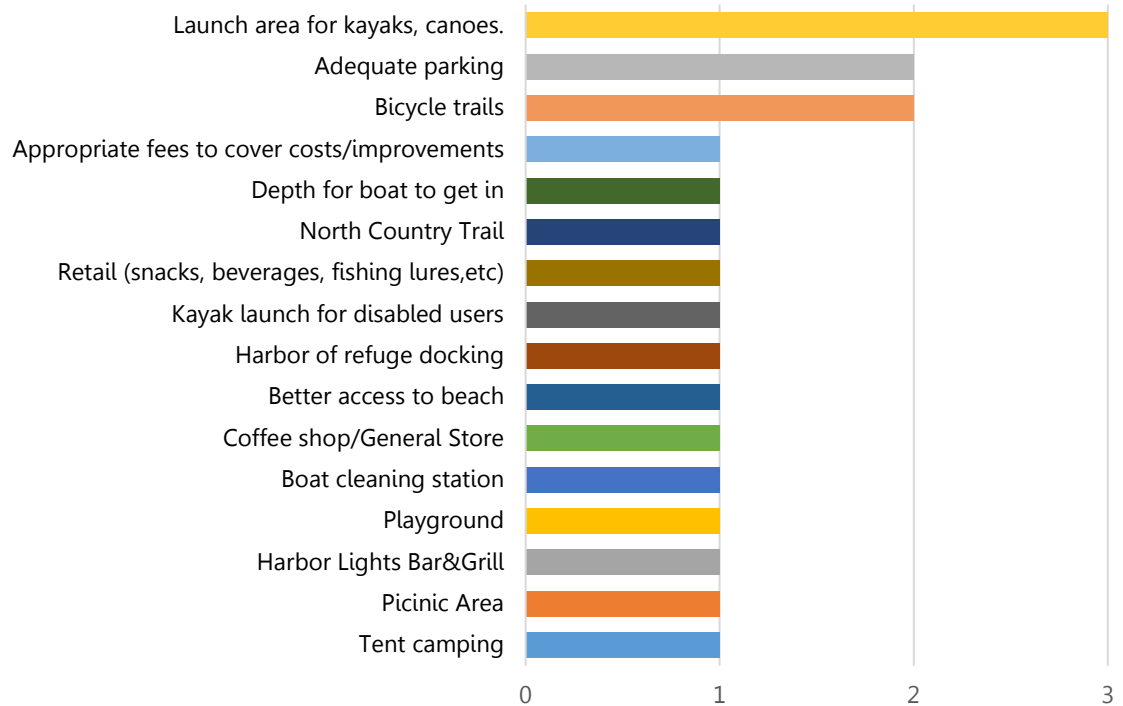 Launch area for kayaks, canoes.
Adequate parking
Bicycle trails
Appropriate fees to cover costs/improvements
Depth for boat to get in
North Country Trail
Retail (snacks, beverages, fishing lures,etc)
Kayak launch for disabled users
Harbor of refuge docking
Better access to beach
Coffee shop/General Store
Boat cleaning station
Playground
Harbor Lights Bar&Grill
Picinic Area
Tent camping
0 1 2 3